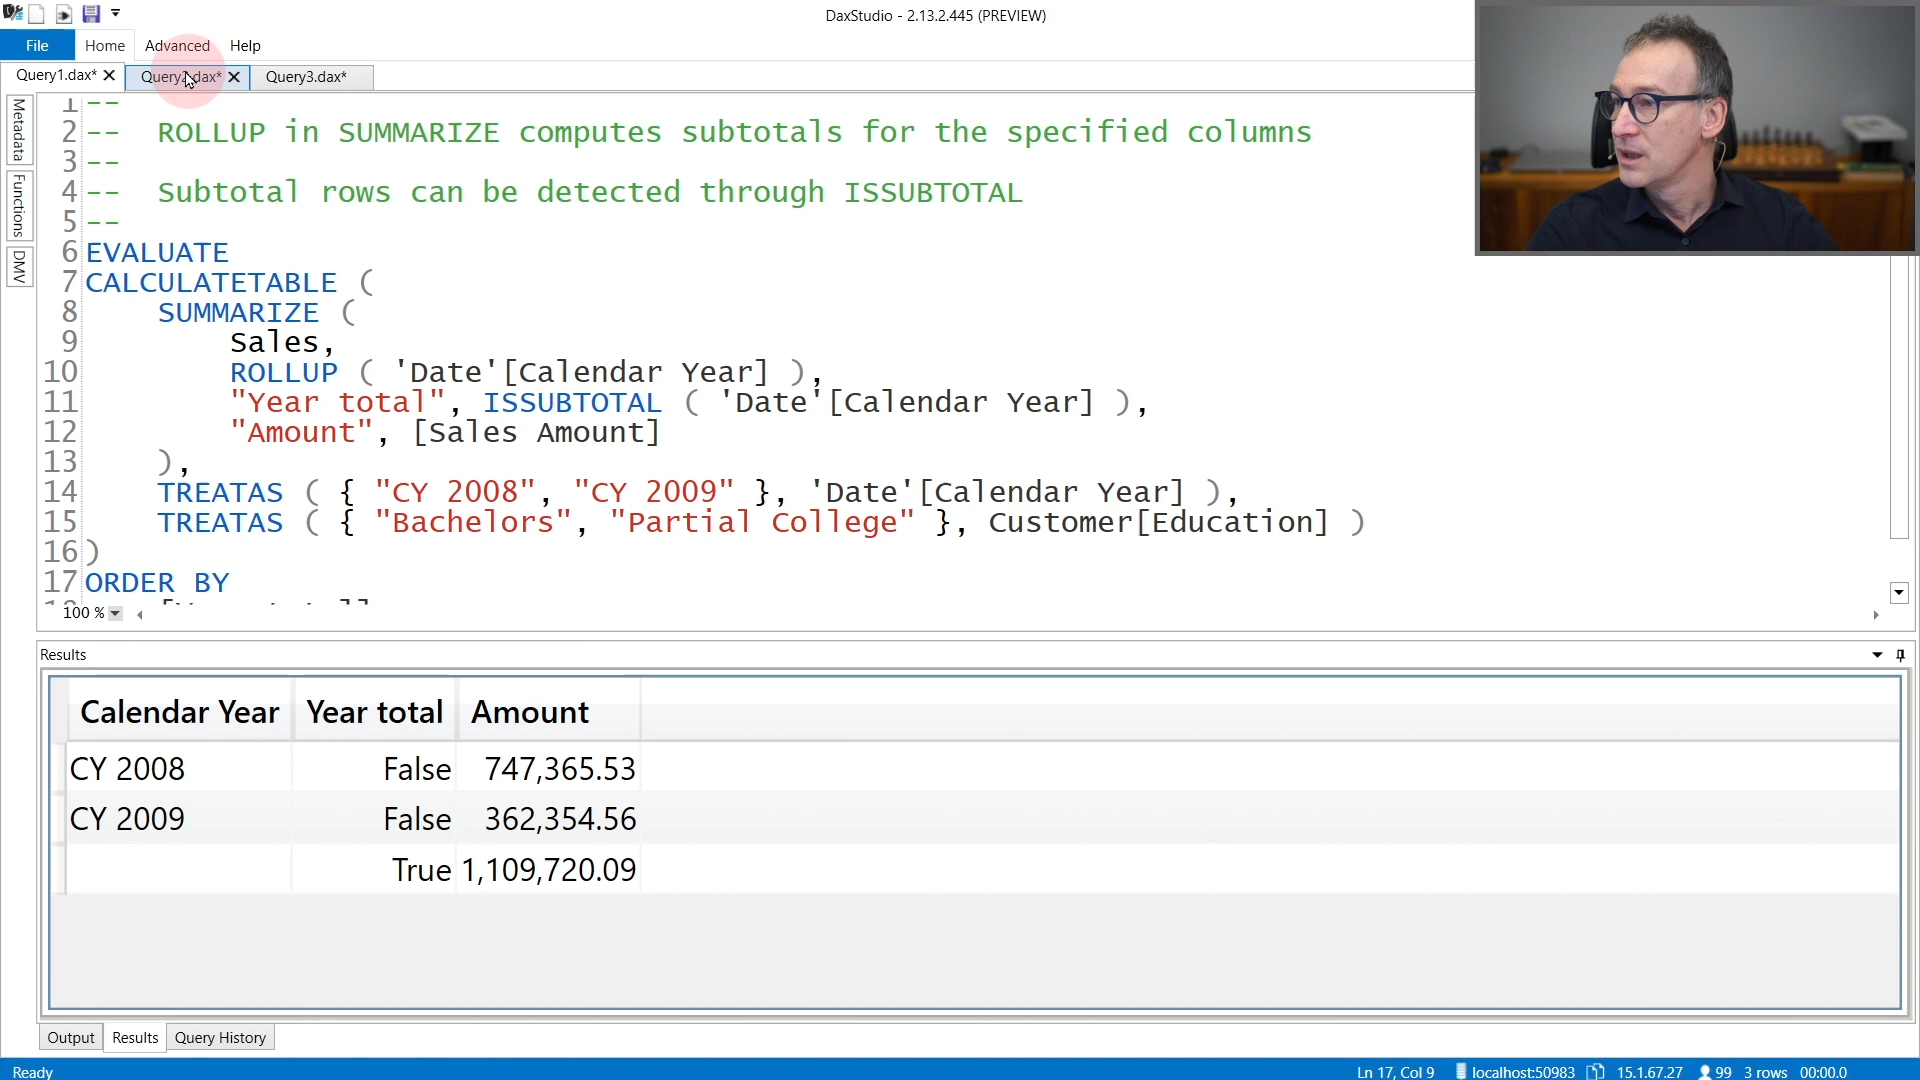 DaxStudio - 2.13.2.445 (PREVIEW)
File Home Advanced Help
Query1.dax* Query2.dax* Query3.dax*
Metadata
Functions
DMV
1 --
2 -- ROLLUP in SUMMARIZE computes subtotals for the specified columns
3 --
4 -- Subtotal rows can be detected through ISSUBTOTAL
5 --
6 EVALUATE
7 CALCULATETABLE (
8 SUMMARIZE (
9 Sales,
10 ROLLUP ( 'Date'[Calendar Year] ),
11 "Year total", ISSUBTOTAL ( 'Date'[Calendar Year] ),
12 "Amount", [Sales Amount]
13 ),
14 TREATAS ( { "CY 2008", "CY 2009" }, 'Date'[Calendar Year] ),
15 TREATAS ( { "Bachelors", "Partial College" }, Customer[Education] )
16 )
17 ORDER BY
100 %
Results
Calendar Year Year total Amount
CY 2008 False 747,365.53
CY 2009 False 362,354.56
True 1,109,720.09
Output Results Query History
Ready Ln 17, Col 9 localhost:50983 15.1.67.27 99 3 rows 00:00.0